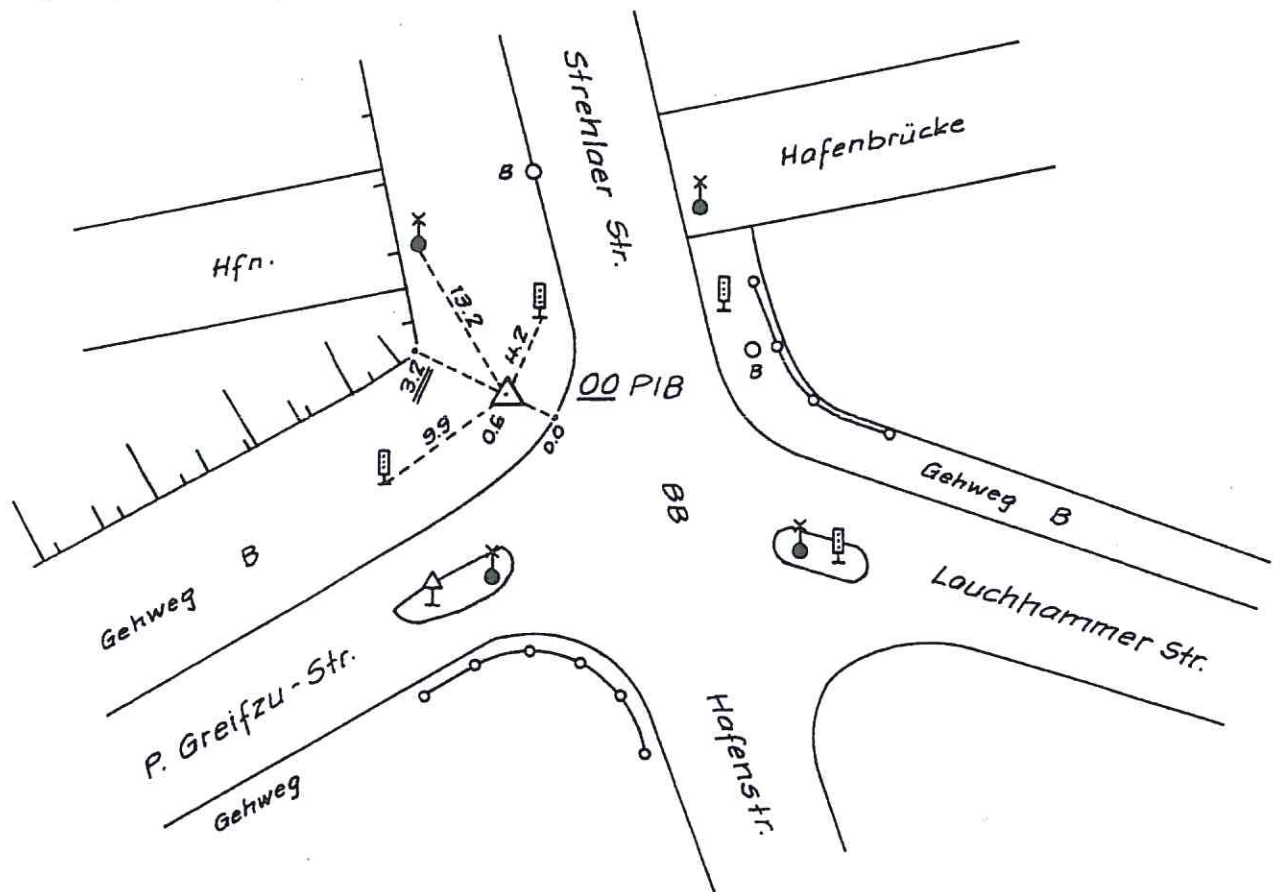 Strehlaer Str.
Hafenbrücke
B
Hfn.
13.2
4.2
3.2
00 PIB
9.9
0.6
0.0
B
BB
Gehweg B
Gehweg B
Lauchhammer Str.
P. Greifzu-Str.
Gehweg
Hafenstr.